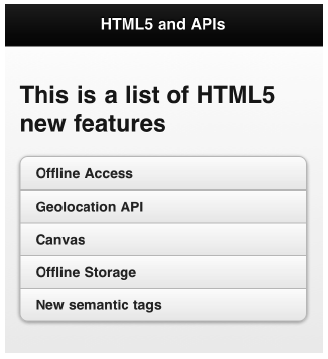 HTML5 and APIs
This is a list of HTML5
new features
Offline Access
Geolocation API
Canvas
Offline Storage
New semantic tags